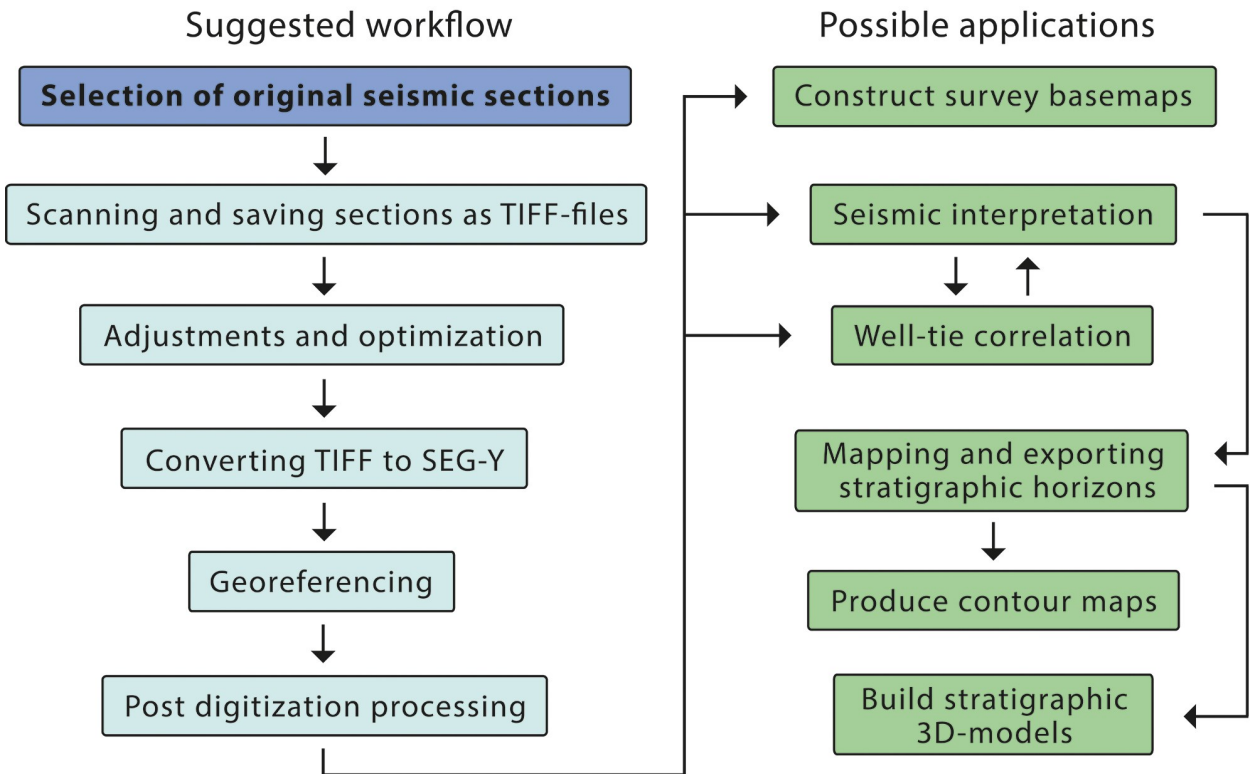 Suggested workflow
Selection of original seismic sections
Scanning and saving sections as TIFF-files
Adjustments and optimization
Converting TIFF to SEG-Y
Georeferencing
Post digitization processing
Possible applications
Construct survey basemaps
Seismic interpretation
Well-tie correlation
Mapping and exporting
stratigraphic horizons
Produce contour maps
Build stratigraphic
3D-models